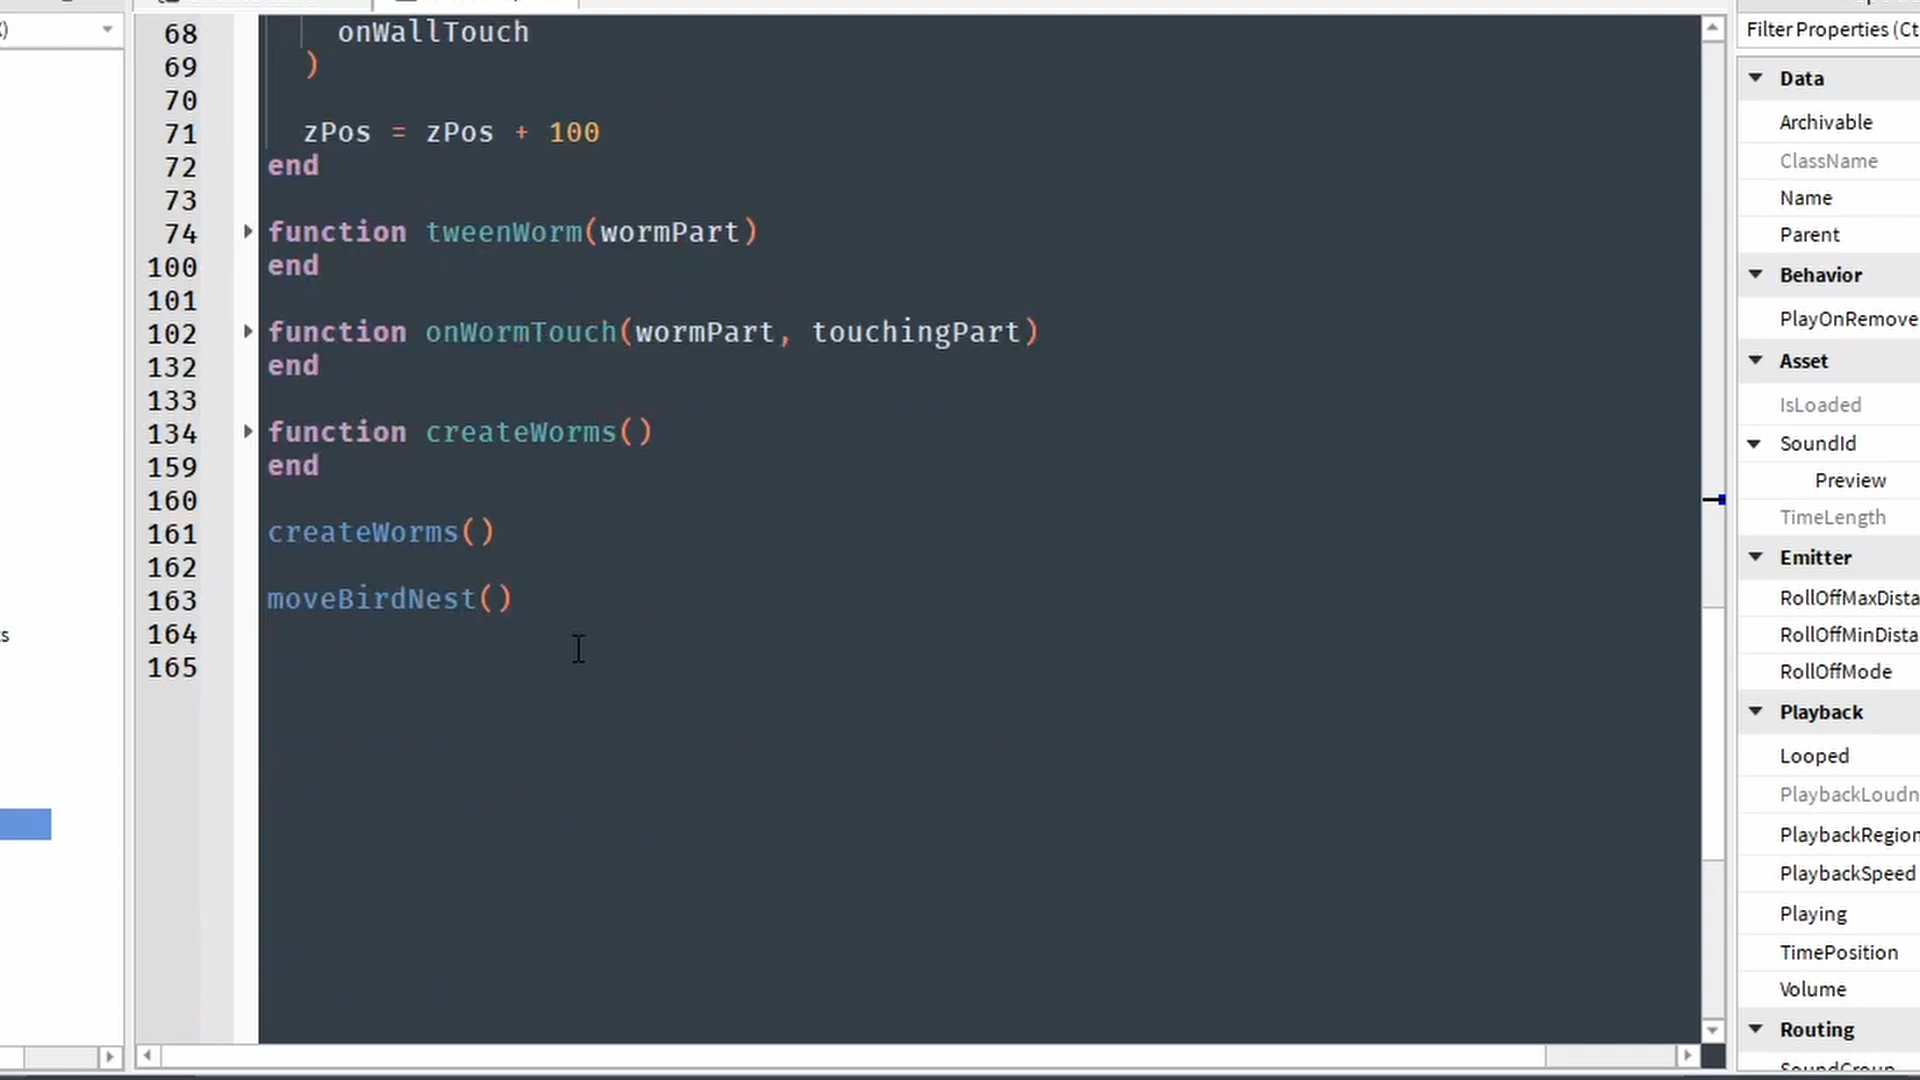 68 onWallTouch
69 )
70
71 zPos = zPos + 100
72 end
73
74 function tweenWorm(wormPart)
100 end
101
102 function onWormTouch(wormPart, touchingPart)
132 end
133
134 function createWorms()
159 end
160
161 createWorms()
162
163 moveBirdNest()
164
165
Filter Properties (Ct
Data
Archivable
ClassName
Name
Parent
Behavior
PlayOnRemove
Asset
IsLoaded
SoundId
Preview
TimeLength
Emitter
RollOffMaxDista
RollOffMinDista
RollOffMode
Playback
Looped
PlaybackLoudn
PlaybackRegion
PlaybackSpeed
Playing
TimePosition
Volume
Routing